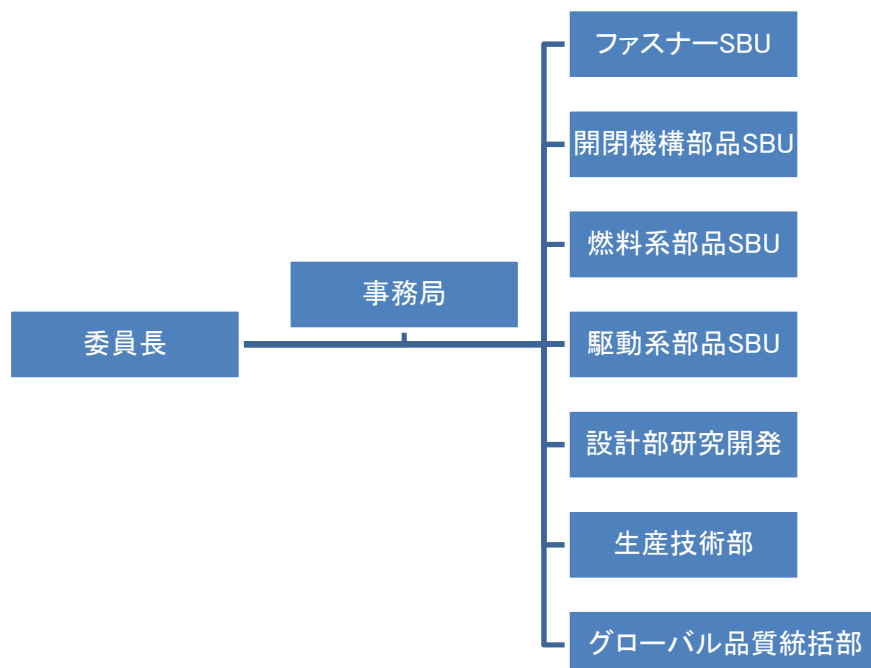 委員長
事務局
ファスナーSBU
開閉機構部品SBU
燃料系部品SBU
駆動系部品SBU
設計部研究開発
生産技術部
グローバル品質統括部